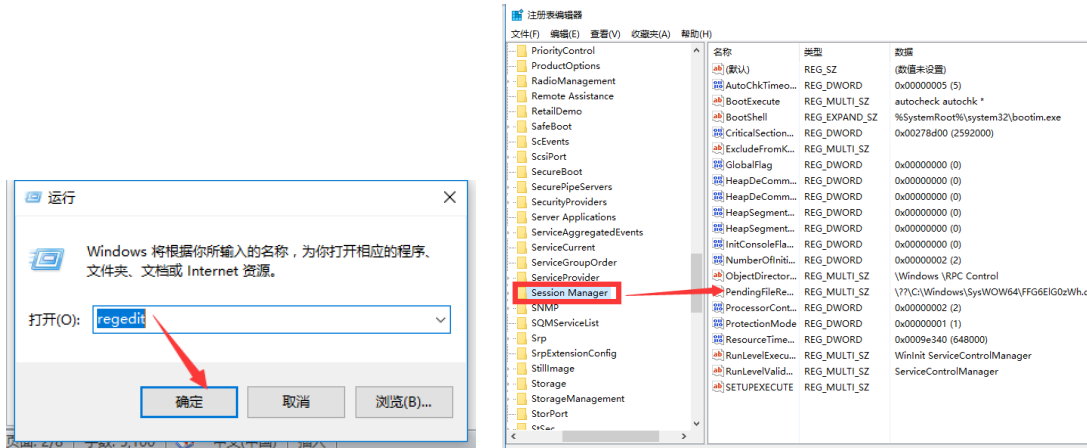 运行
Windows 将根据你所输入的名称，为你打开相应的程序、
文件夹、文档或 Internet 资源。
打开(O):
regedit
确定
取消
浏览(B)...
注册表编辑器
文件(F) 编辑(E) 查看(V) 收藏夹(A) 帮助(H)
PriorityControl
ProductOptions
RadioManagement
Remote Assistance
RetailDemo
SafeBoot
ScEvents
ScsiPort
SecureBoot
SecurePipeServers
SecurityProviders
Server Applications
ServiceAggregatedEvents
ServiceCurrent
ServiceGroupOrder
ServiceProvider
Session Manager
SNMP
SQMServiceList
Srp
SrpExtensionConfig
StillImage
Storage
StorageManagement
StorPort
StSec
名称 类型 数据
(默认) REG_SZ (数值未设置)
AutoChkTimeo... REG_DWORD 0x00000005 (5)
BootExecute REG_MULTI_SZ autocheck autochk *
BootShell REG_EXPAND_SZ %SystemRoot%\system32\bootim.exe
CriticalSection... REG_DWORD 0x00278d00 (2592000)
ExcludeFromK... REG_MULTI_SZ
GlobalFlag REG_DWORD 0x00000000 (0)
HeapDeComm... REG_DWORD 0x00000000 (0)
HeapDeComm... REG_DWORD 0x00000000 (0)
HeapSegment... REG_DWORD 0x00000000 (0)
HeapSegment... REG_DWORD 0x00000000 (0)
InitConsoleFla... REG_DWORD 0x00000000 (0)
NumberOfIniti... REG_DWORD 0x00000002 (2)
ObjectDirector... REG_MULTI_SZ \Windows \RPC Control
PendingFileRe... REG_MULTI_SZ \??\C:\Windows\SysWOW64\FFG6ElG0zWh.d
ProcessorCont... REG_DWORD 0x00000002 (2)
ProtectionMode REG_DWORD 0x00000001 (1)
ResourceTime... REG_DWORD 0x0009e340 (648000)
RunLevelExecu... REG_MULTI_SZ WinInit ServiceControlManager
RunLevelValid... REG_MULTI_SZ ServiceControlManager
SETUPEXECUTE REG_MULTI_SZ